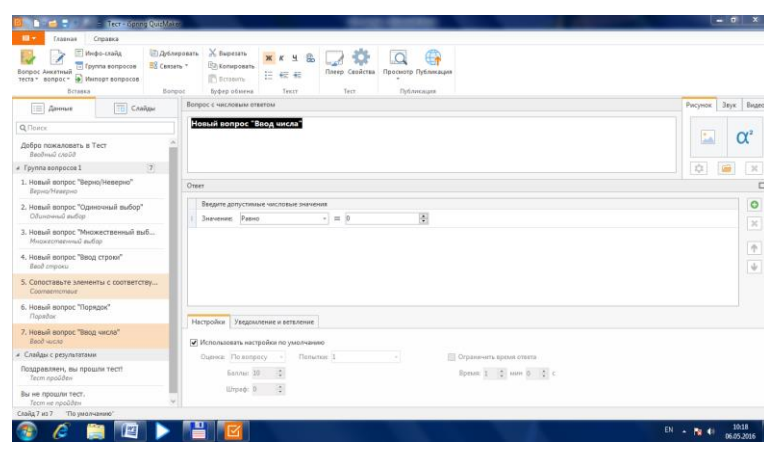 Тест - iSpring QuizMaker
Главная Справка
Вопрос теста Анкетный вопрос
Инфо-слайд
Группа вопросов
Импорт вопросов
Вставка
Дублировать
Связать
Вопрос
Вырезать
Копировать
Вставить
Буфер обмена
Ж К Ч
Текст
Плеер Свойства
Тест
Просмотр Публикация
Публикация
Данные Слайды
Поиск
Добро пожаловать в Тест
Вводный слайд
Группа вопросов 1 7
1. Новый вопрос "Верно/Неверно"
Верно/Неверно
2. Новый вопрос "Одиночный выбор"
Одиночный выбор
3. Новый вопрос "Множественный выб...
Множественный выбор
4. Новый вопрос "Ввод строки"
Ввод строки
5. Сопоставьте элементы с соответству...
Соответствие
6. Новый вопрос "Порядок"
Порядок
7. Новый вопрос "Ввод числа"
Ввод числа
Слайды с результатами
Поздравляем, вы прошли тест!
Тест пройден
Вы не прошли тест.
Тест не пройден
Слайд 7 из 7 'По умолчанию'
Вопрос с числовым ответом
Новый вопрос "Ввод числа"
Рисунок Звук Видео
α²
Ответ
Введите допустимые числовые значения
Значение: Равно = 0
Настройки Уведомление и ветвление
Использовать настройки по умолчанию
Оценка: По вопросу Попытки: 1
Баллы: 10
Штраф: 0
Ограничить время ответа
Время: 1 мин 0 с
EN
10:18
06.05.2016